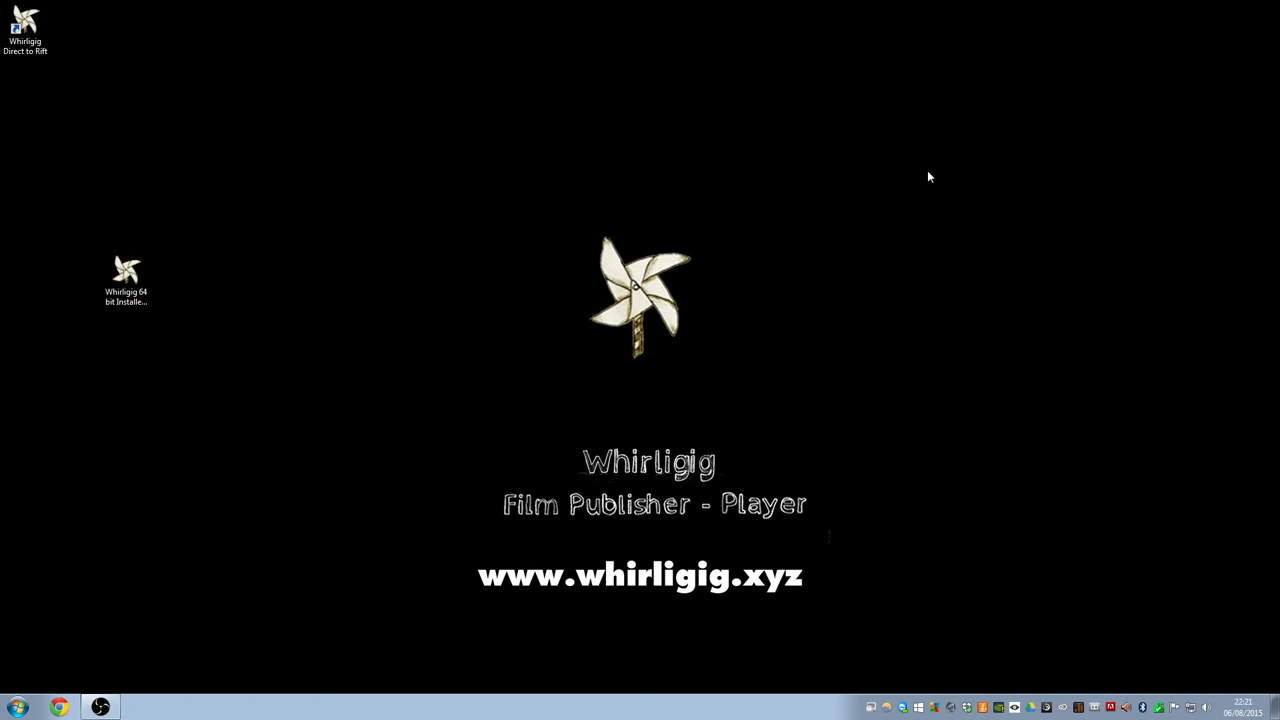 Whirligig
Direct to Rift
Whirligig 64
bit Installe...
Whirligig
Film Publisher - Player
www.whirligig.xyz
22:21
06/08/2015